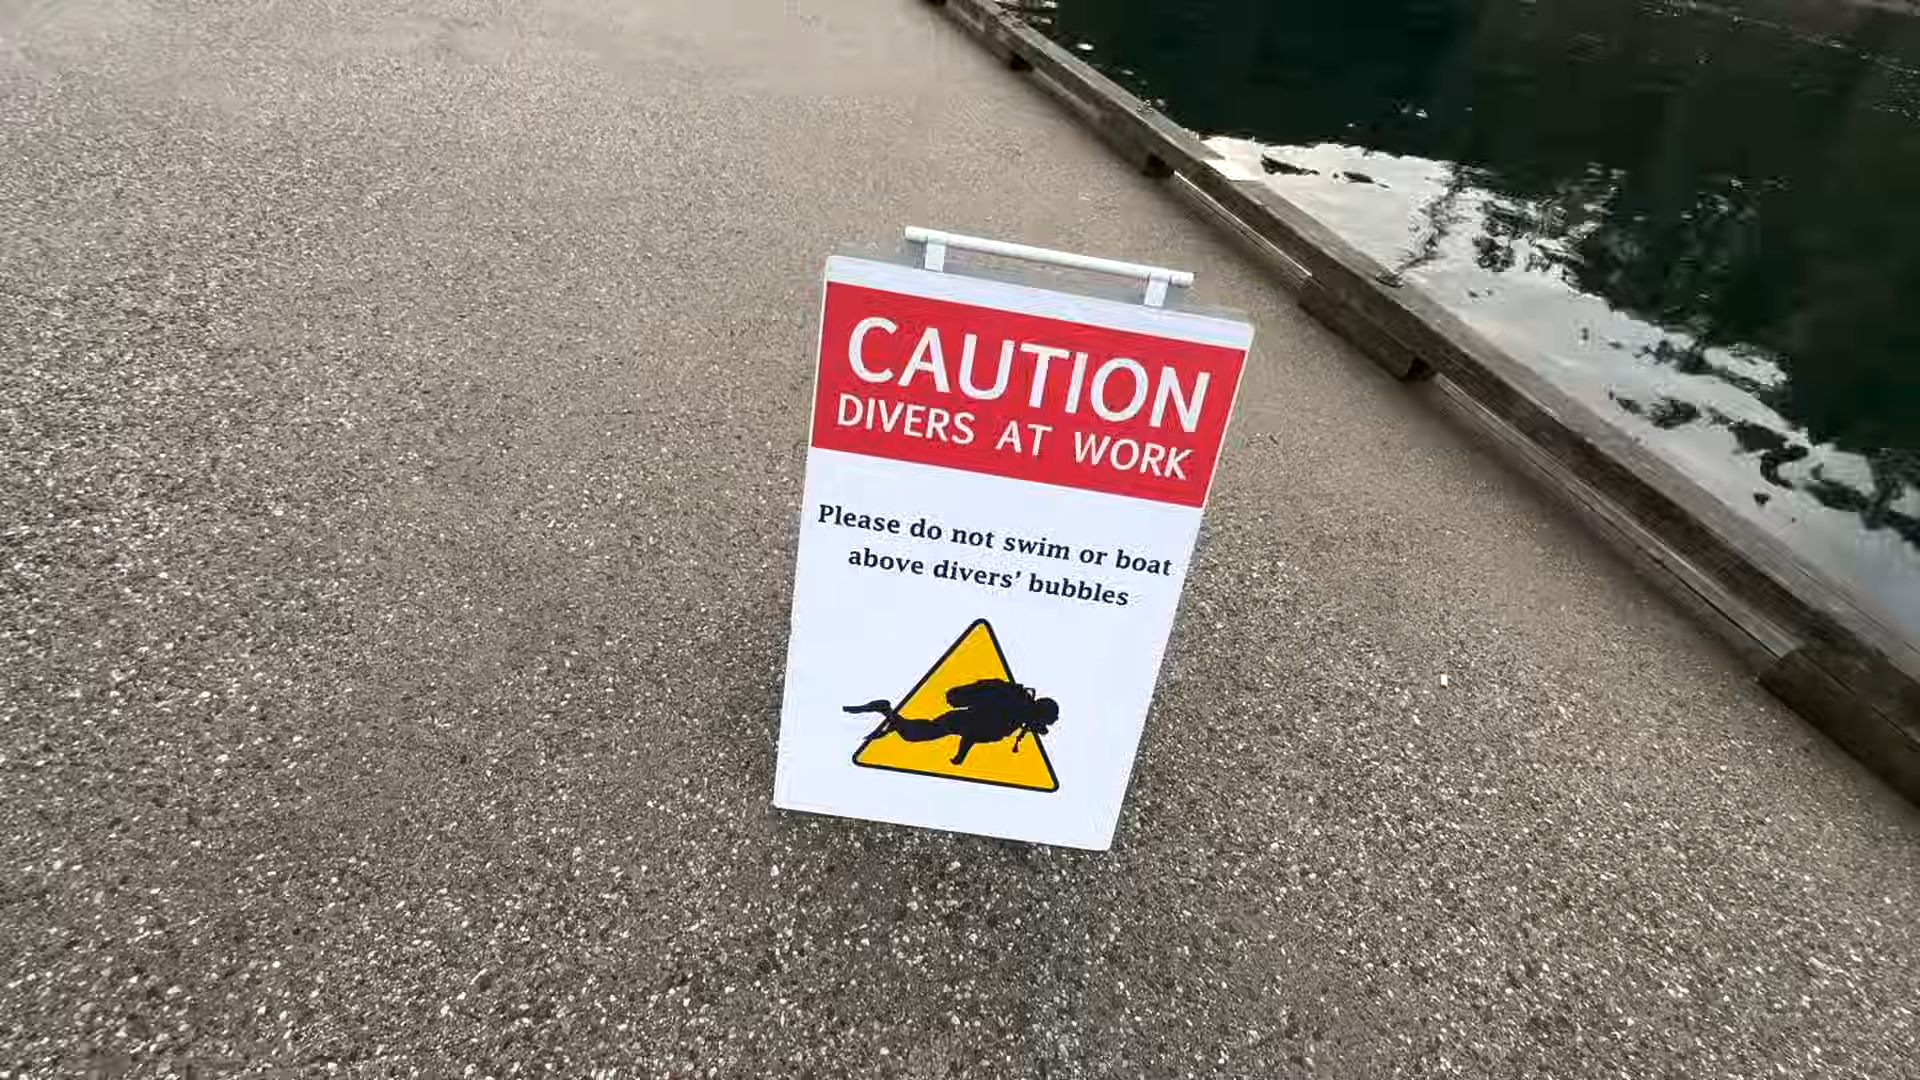 CAUTION
DIVERS AT WORK
Please do not swim or boat
above divers' bubbles